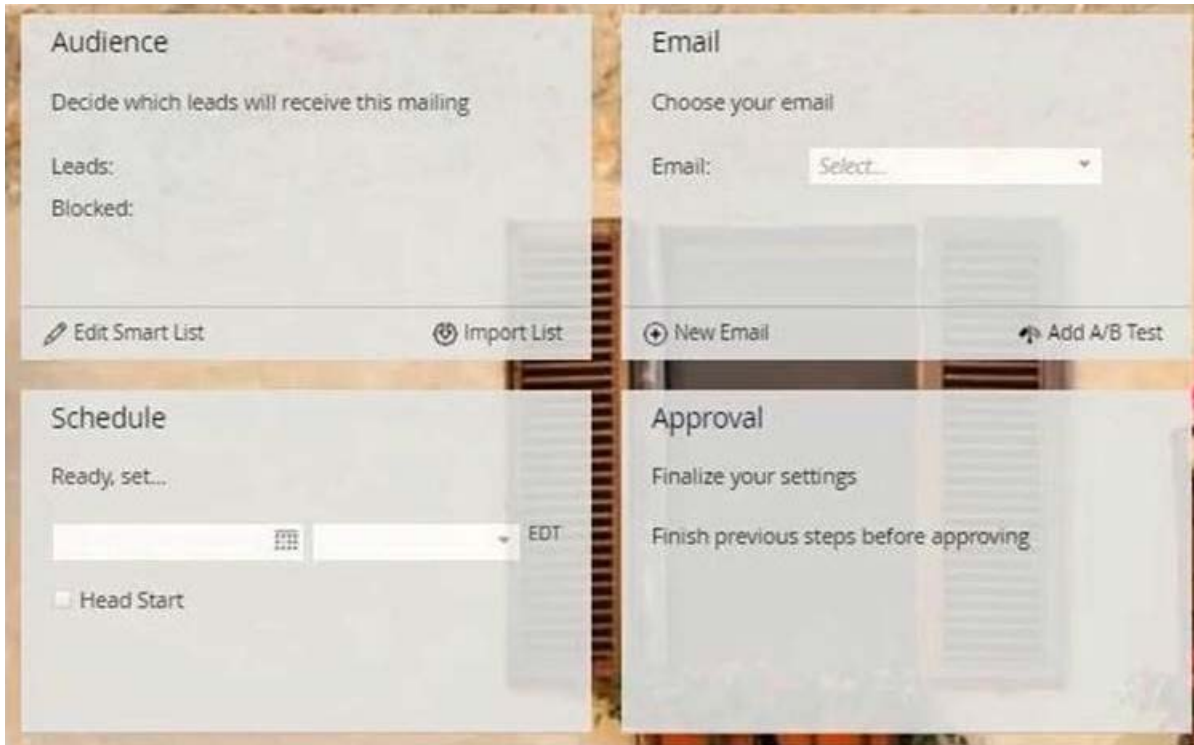 Audience
Decide which leads will receive this mailing
Leads:
Blocked:
Edit Smart List
Import List
Email
Choose your email
Email:
Select...
New Email
Add A/B Test
Schedule
Ready, set...
EDT
Head Start
Approval
Finalize your settings
Finish previous steps before approving